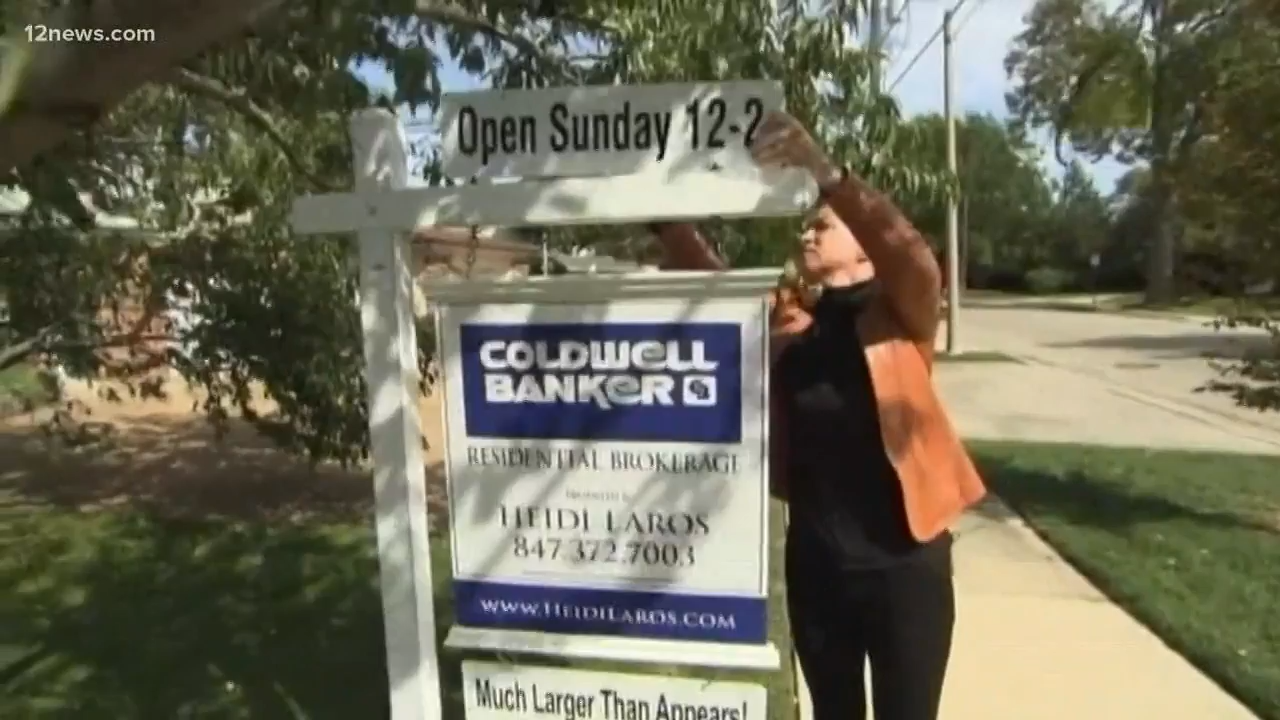 12news.com
Open Sunday 12-2
COLDWELL
BANKER
RESIDENTIAL BROKERAGE
HEIDI LAROS
847.372.7003
WWW.HEIDILAROS.COM
Much Larger Than Appears!